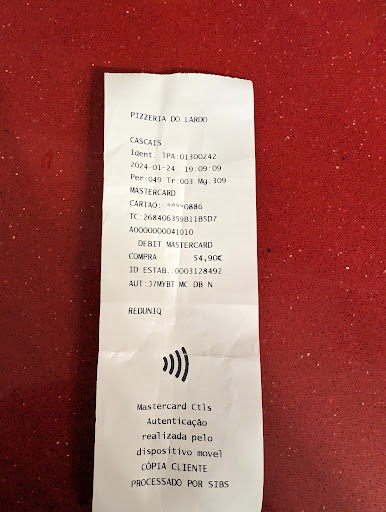 PIZZERIA DO LARDO
CASCAIS
Ident. TPA:01300242
2024-01-24 19:09:09
Per:049 Tr:003 Mg:309
MASTERCARD
CARTAO: ****0886
TC:268406359B11B5D7
A0000000041010
DEBIT MASTERCARD
COMPRA 54,90€
ID ESTAB.:0003128492
AUT:J7MYBT MC DB N
REDUNIQ
Mastercard Ctls
Autenticação
realizada pelo
dispositivo movel
CÓPIA CLIENTE
PROCESSADO POR SIBS